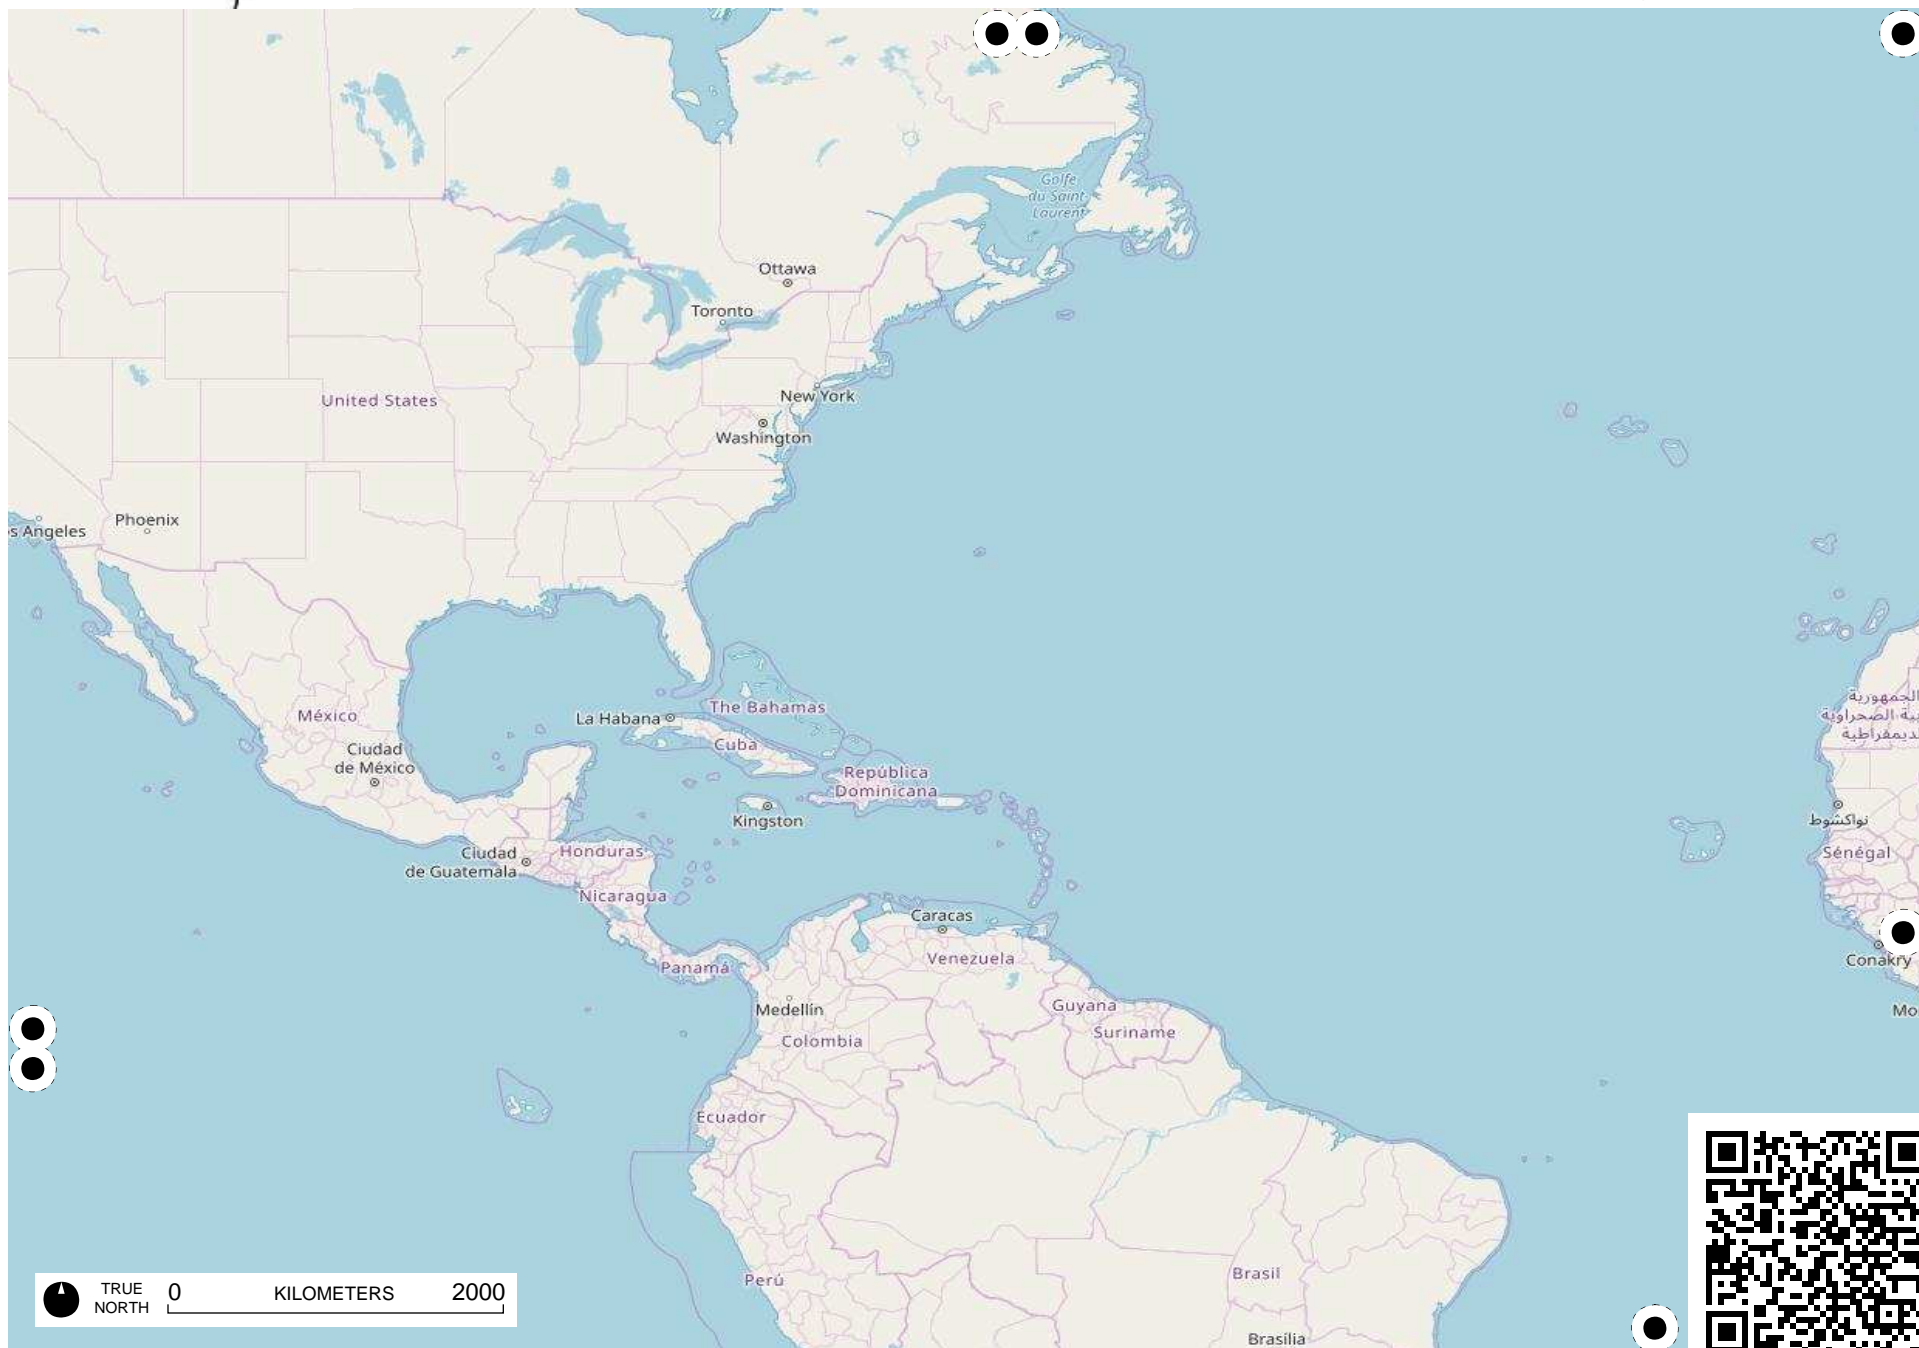 Golfe
du Saint-
Laurent
Ottawa
Toronto
New York
United States
Washington
Phoenix
s Angeles
México
The Bahamas
La Habana
Cuba
Ciudad
de México
República
Dominicana
Kingston
الجمهورية
الصحراوية
نواكشوط
Sénégal
Honduras
Ciudad
de Guatemala
Nicaragua
Caracas
Venezuela
Conakry
Panamá
Medellín
Guyana
Mo
Suriname
Colombia
Ecuador
Perú
Brasil
Brasília
TRUE
NORTH
0 KILOMETERS 2000